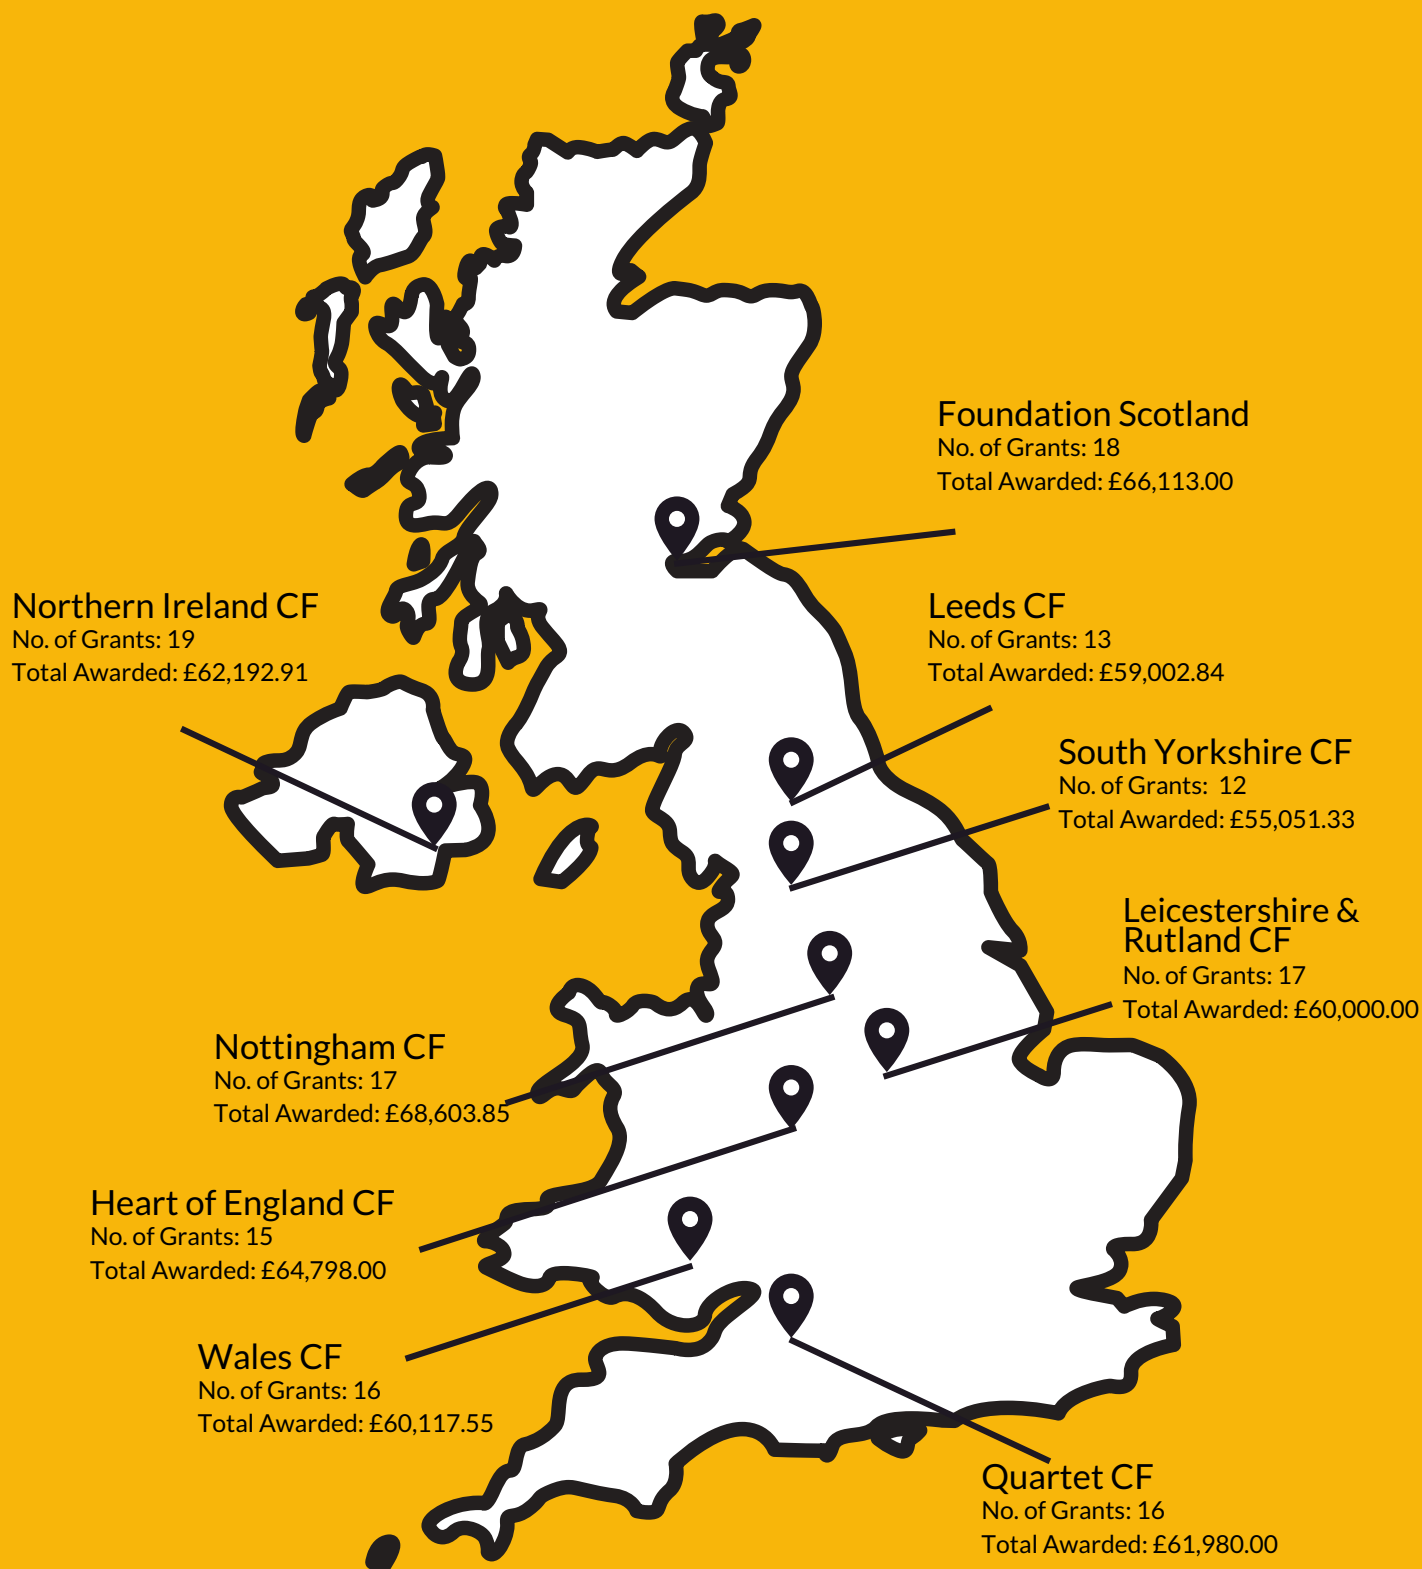 Foundation Scotland
No. of Grants: 18
Total Awarded: £66,113.00
Northern Ireland CF
No. of Grants: 19
Total Awarded: £62,192.91
Leeds CF
No. of Grants: 13
Total Awarded: £59,002.84
South Yorkshire CF
No. of Grants: 12
Total Awarded: £55,051.33
Leicestershire &
Rutland CF
No. of Grants: 17
Total Awarded: £60,000.00
Nottingham CF
No. of Grants: 17
Total Awarded: £68,603.85
Heart of England CF
No. of Grants: 15
Total Awarded: £64,798.00
Wales CF
No. of Grants: 16
Total Awarded: £60,117.55
Quartet CF
No. of Grants: 16
Total Awarded: £61,980.00